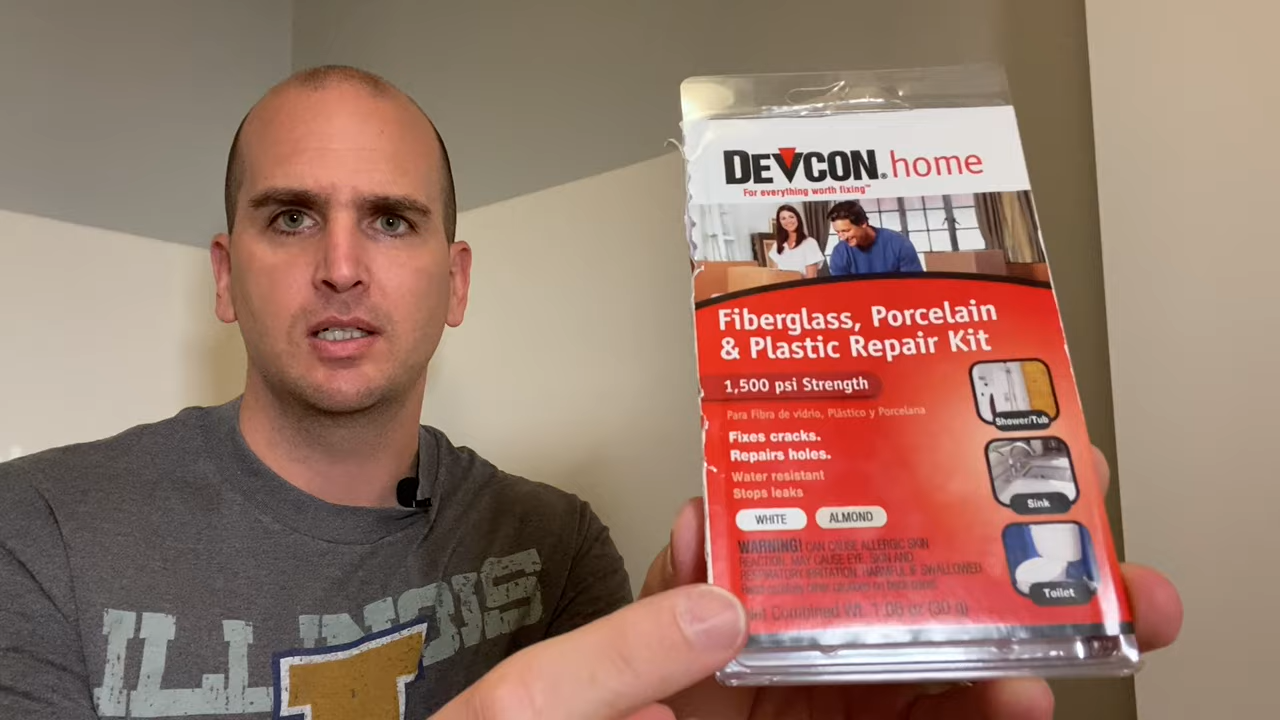 ILLINOIS
I
DEVCON® home
For everything worth fixing™
Fiberglass, Porcelain
& Plastic Repair Kit
1,500 psi Strength
Para Fibra de vidrio, Plástico y Porcelana
Fixes cracks.
Repairs holes.
Water resistant
Stops leaks
WHITE ALMOND
Shower/Tub
Sink
Toilet
WARNING! CAN CAUSE ALLERGIC SKIN
REACTION. MAY CAUSE EYE, SKIN AND
RESPIRATORY IRRITATION. HARMFUL IF SWALLOWED.
Net Combined Wt. 1.06 oz (30 g)